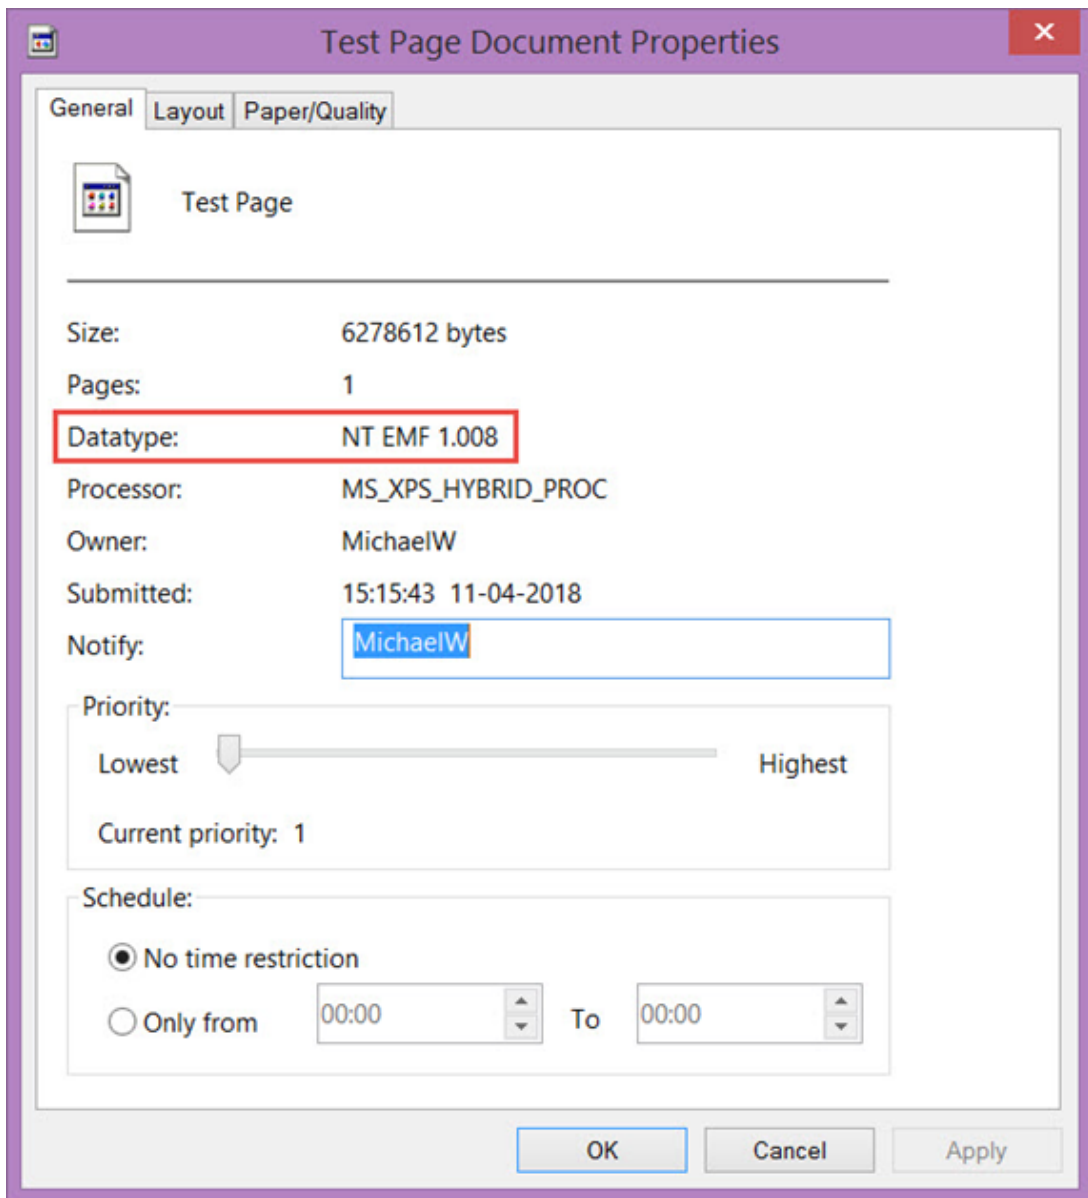 Test Page Document Properties
General Layout Paper/Quality
Test Page
Size: 6278612 bytes
Pages: 1
Datatype: NT EMF 1.008
Processor: MS_XPS_HYBRID_PROC
Owner: MichaelW
Submitted: 15:15:43 11-04-2018
Notify: MichaelW
Priority:
Lowest Highest
Current priority: 1
Schedule:
No time restriction
Only from 00:00 To 00:00
OK Cancel Apply